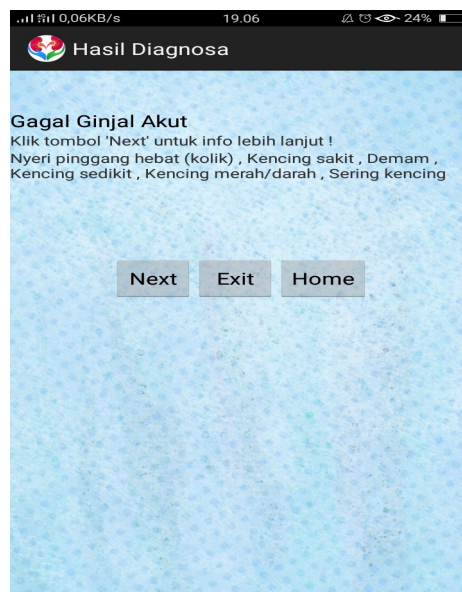 0,06KB/s 19.06 24%
Hasil Diagnosa
Gagal Ginjal Akut
Klik tombol 'Next' untuk info lebih lanjut !
Nyeri pinggang hebat (kolik) , Kencing sakit , Demam ,
Kencing sedikit , Kencing merah/darah , Sering kencing
Next Exit Home